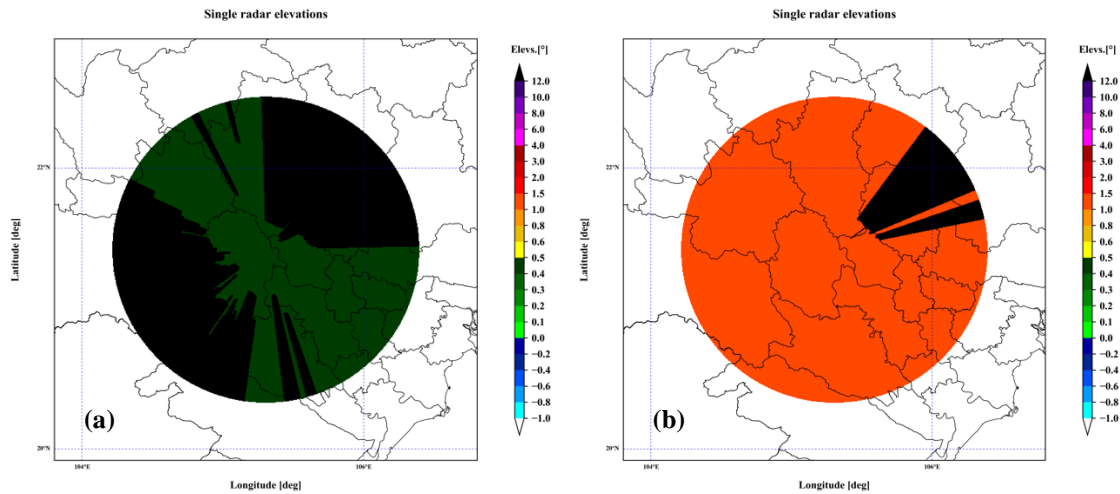 Single radar elevations
Elevs.[°]
12.0
10.0
8.0
6.0
4.0
3.0
2.0
1.5
1.0
0.8
0.6
0.5
0.4
0.3
0.2
0.1
0.0
−0.2
−0.4
−0.6
−0.8
−1.0
22°N
20°N
Latitude [deg]
(a)
104°E
106°E
Longitude [deg]
Single radar elevations
Elevs.[°]
12.0
10.0
8.0
6.0
4.0
3.0
2.0
1.5
1.0
0.8
0.6
0.5
0.4
0.3
0.2
0.1
0.0
−0.2
−0.4
−0.6
−0.8
−1.0
22°N
20°N
Latitude [deg]
(b)
104°E
106°E
Longitude [deg]